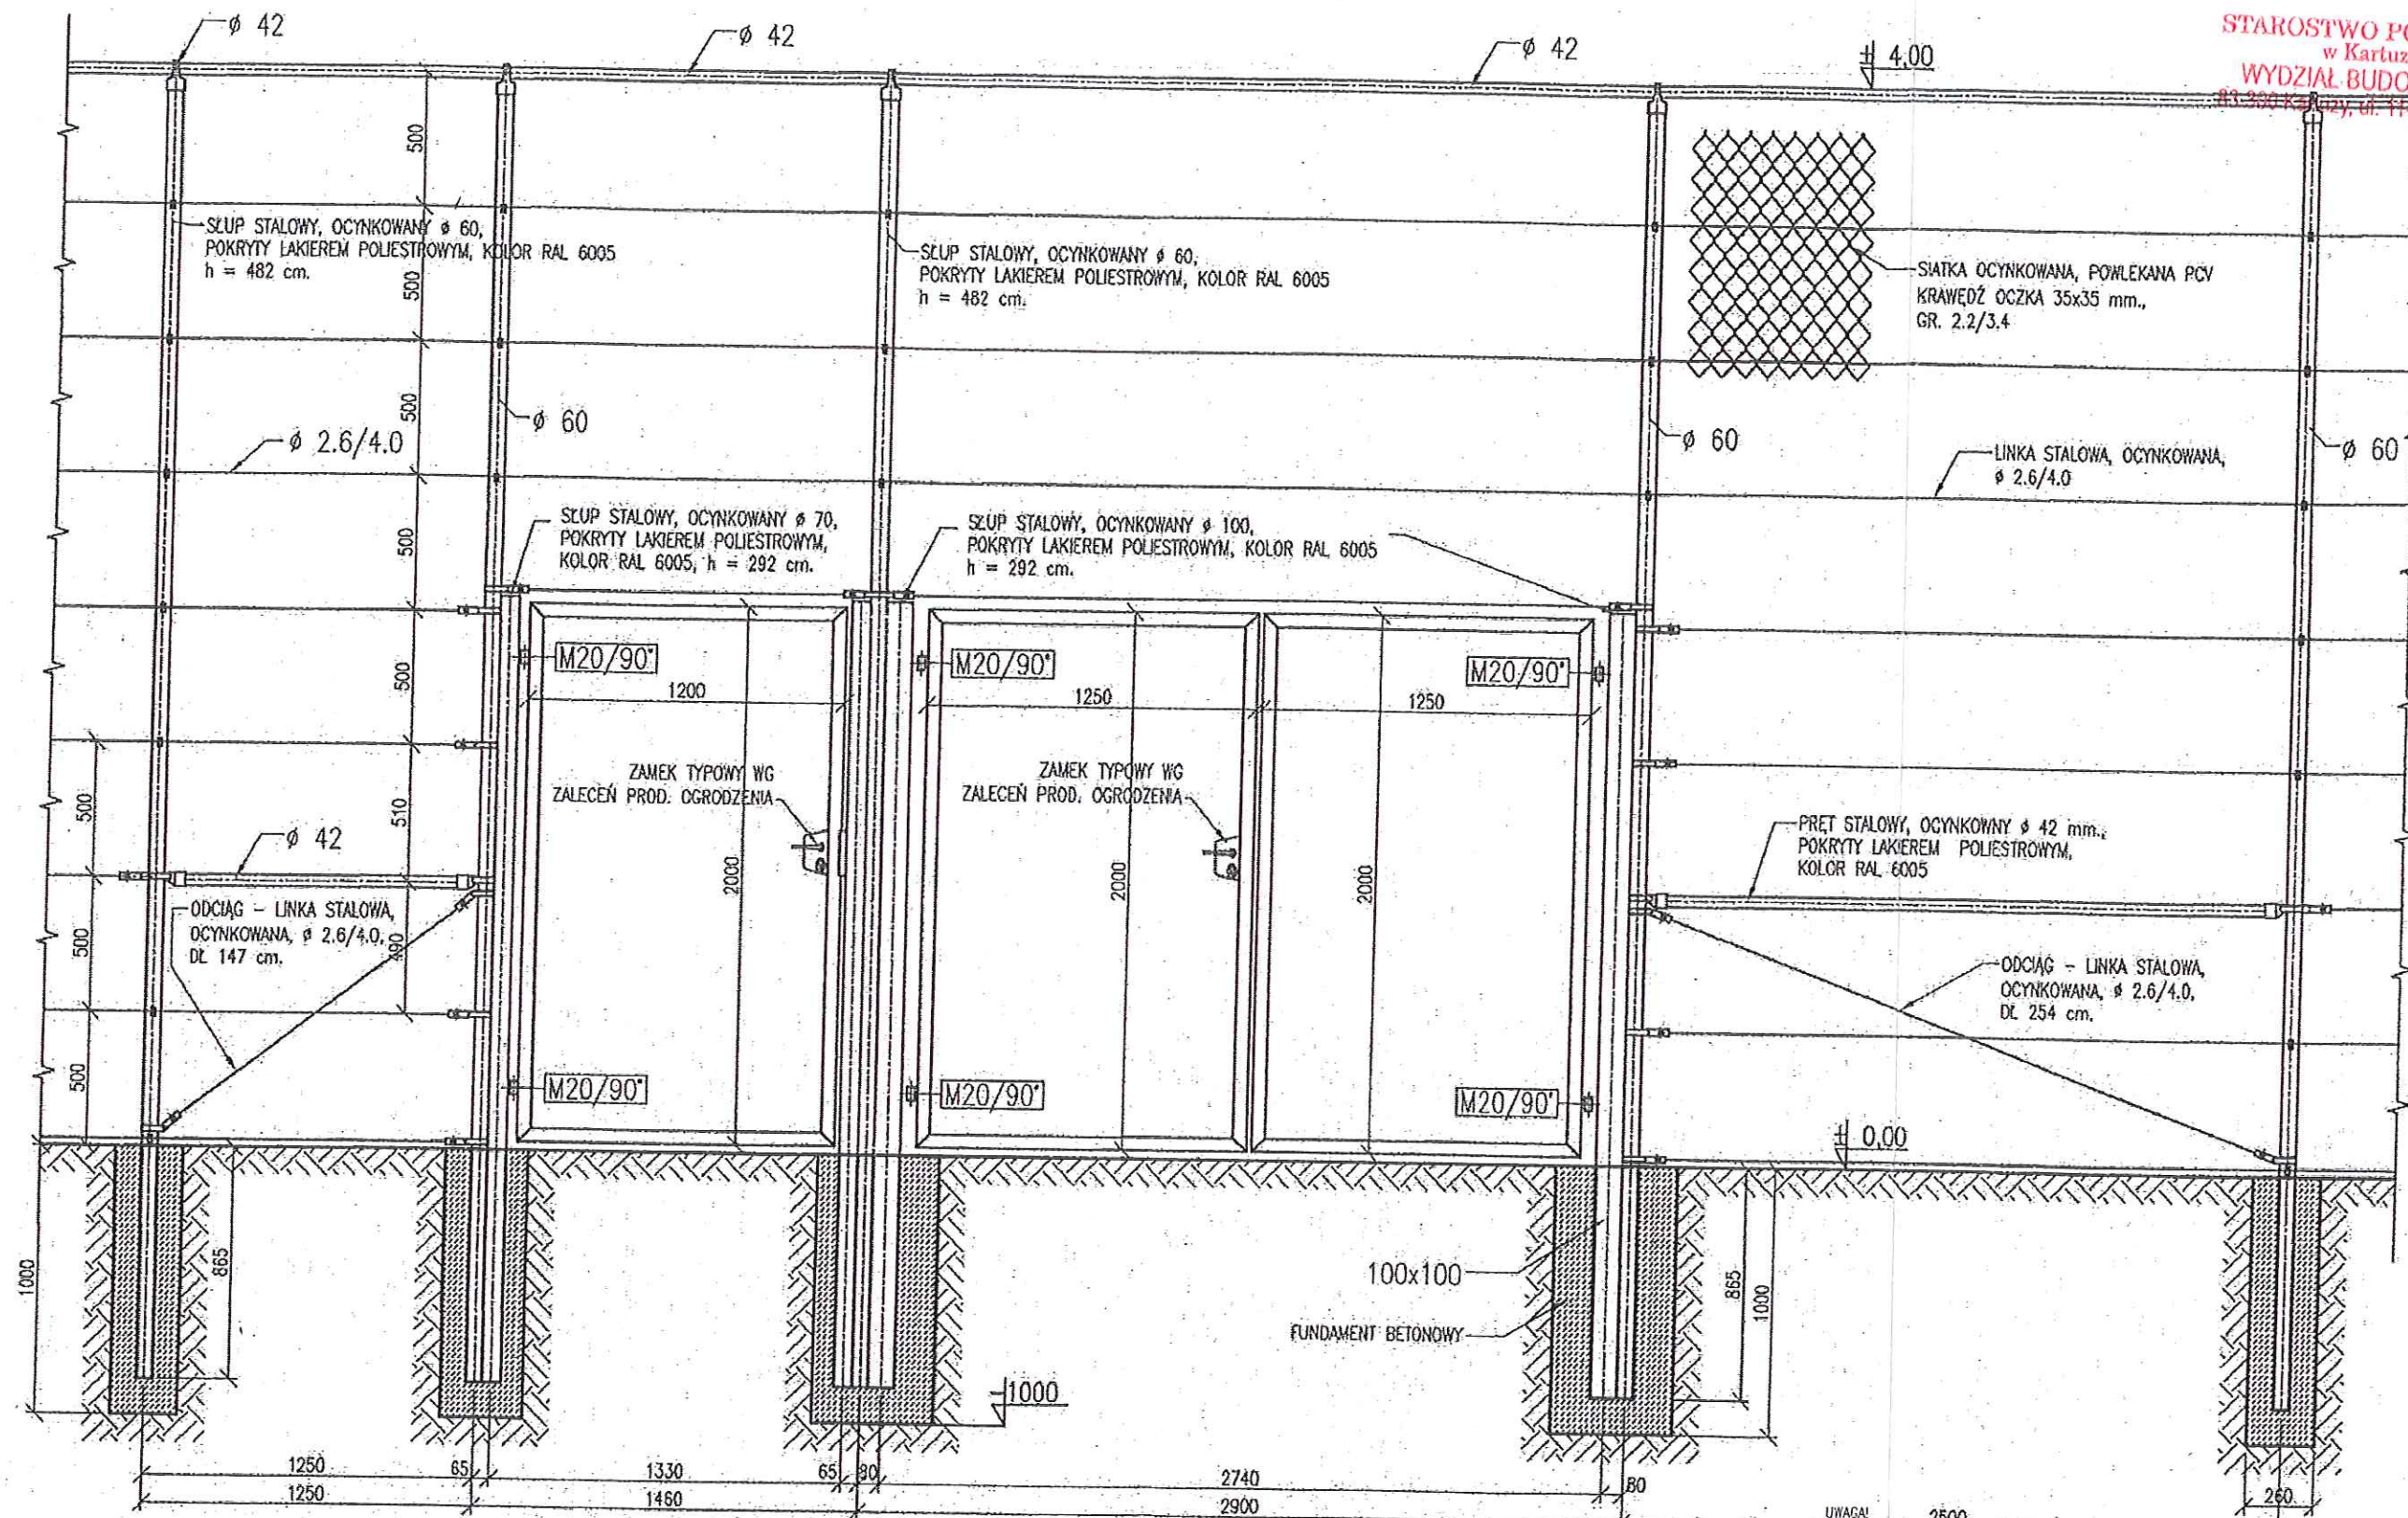 ϕ 42
ϕ 42
ϕ 42
4,00
STAROSTWO PO
w Kartuz
WYDZIAŁ BUDO
500
SŁUP STALOWY, OCYNKOWANY ϕ 60,
POKRYTY LAKIEREM POLIESTROWYM, KOLOR RAL 6005
h = 482 cm.
SŁUP STALOWY, OCYNKOWANY ϕ 60,
POKRYTY LAKIEREM POLIESTROWYM, KOLOR RAL 6005
h = 482 cm.
SIATKA OCYNKOWANA, POWLEKANA PCV
KRAWĘDŹ OCZKA 35x35 mm.,
GR. 2.2/3.4
500
500
ϕ 2.6/4.0
ϕ 60
ϕ 60
LINKA STALOWA, OCYNKOWANA,
ϕ 2.6/4.0
ϕ 60
500
SŁUP STALOWY, OCYNKOWANY ϕ 70,
POKRYTY LAKIEREM POLIESTROWYM,
KOLOR RAL 6005, h = 292 cm.
SŁUP STALOWY, OCYNKOWANY ϕ 100,
POKRYTY LAKIEREM POLIESTROWYM, KOLOR RAL 6005
h = 292 cm.
500
M20/90°
M20/90°
M20/90°
1200
1250
1250
500
510
ZAMEK TYPOWY WG
ZALECEŃ PROD. OGRODZENIA
ZAMEK TYPOWY WG
ZALECEŃ PROD. OGRODZENIA
ϕ 42
2000
2000
2000
PRĘT STALOWY, OCYNKOWNY ϕ 42 mm.,
POKRYTY LAKIEREM POLIESTROWYM,
KOLOR RAL 6005
ODCIĄG - LINKA STALOWA,
OCYNKOWANA, ϕ 2.6/4.0,
DŁ 147 cm.
500
490
ODCIĄG - LINKA STALOWA,
OCYNKOWANA, ϕ 2.6/4.0,
DŁ 254 cm.
500
M20/90°
M20/90°
M20/90°
0,00
1000
865
100x100
FUNDAMENT BETONOWY
865
1000
1000
1250
65
1330
65
80
2740
80
1250
1460
2900
UWAGA!
2500
260